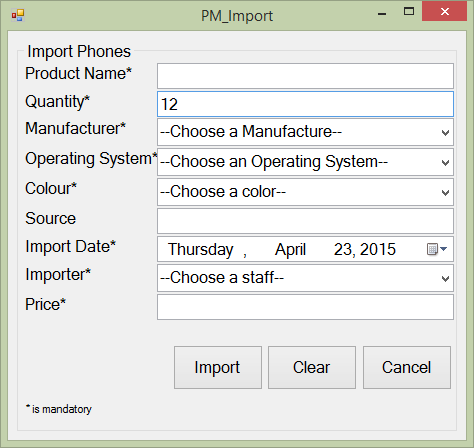 PM_Import
Import Phones
Product Name*
Quantity* 12
Manufacturer* --Choose a Manufacture--
Operating System* --Choose an Operating System--
Colour* --Choose a color--
Source
Import Date* Thursday , April 23, 2015
Importer* --Choose a staff--
Price*
Import Clear Cancel
* is mandatory